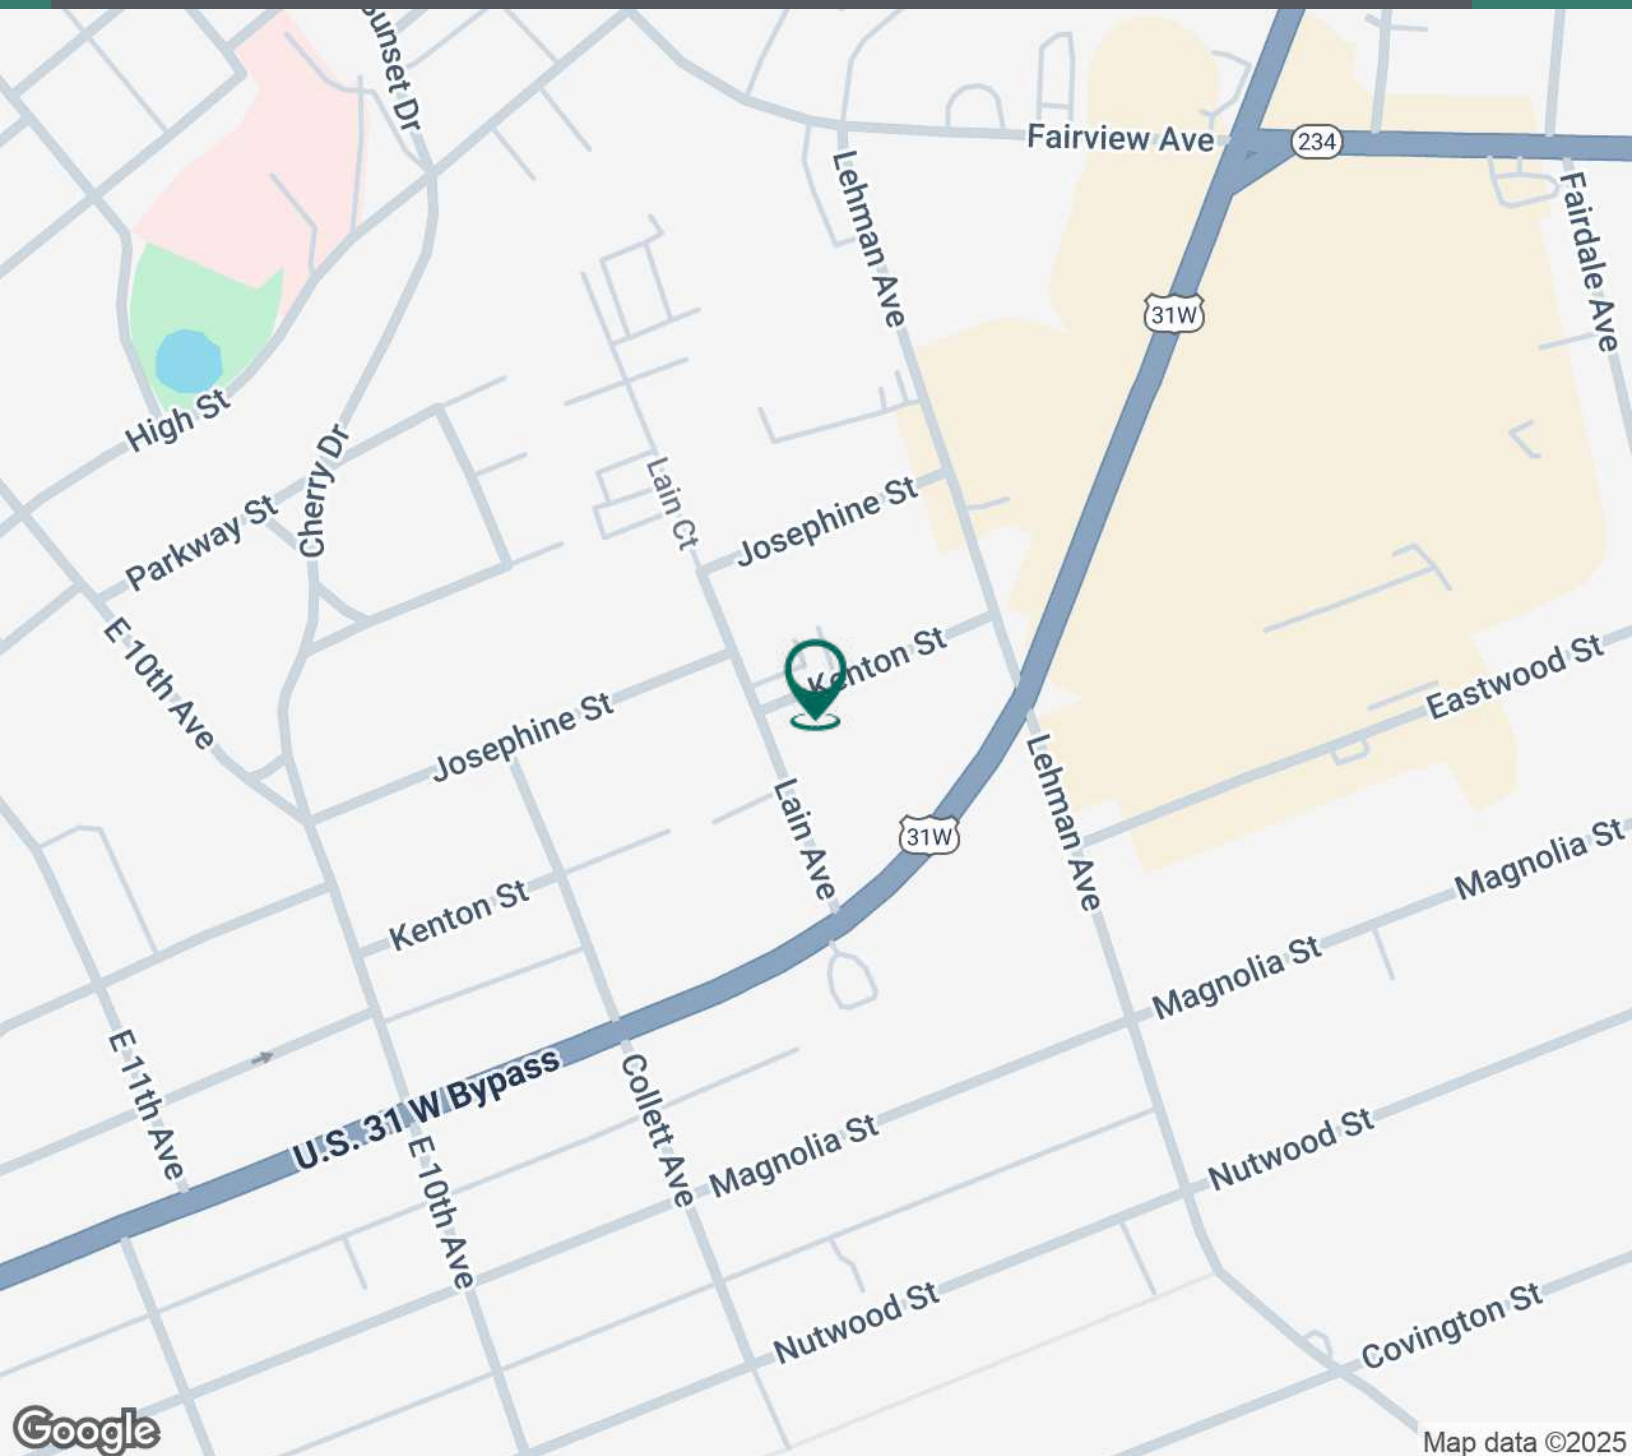 Sunset Dr
Fairview Ave
234
Lehman Ave
Fairdale Ave
31W
High St
Cherry Dr
Parkway St
Lain Ct
Josephine St
E 10th Ave
Kenton St
Josephine St
Eastwood St
Lehman Ave
Lain Ave
31W
Magnolia St
Kenton St
Magnolia St
E 11th Ave
U.S. 31 W Bypass
Collett Ave
E 10th Ave
Magnolia St
Nutwood St
Nutwood St
Covington St
Google
Map data ©2025